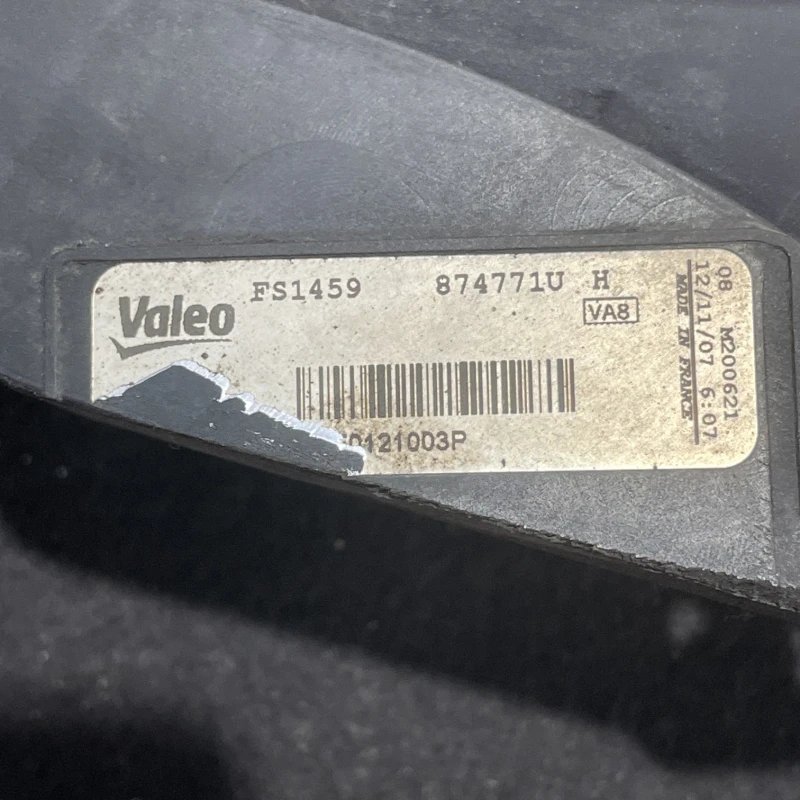 Valeo
FS1459 874771U H
VA8
0121003P
08 M200621
12/11/07 6:07
MADE IN FRANCE